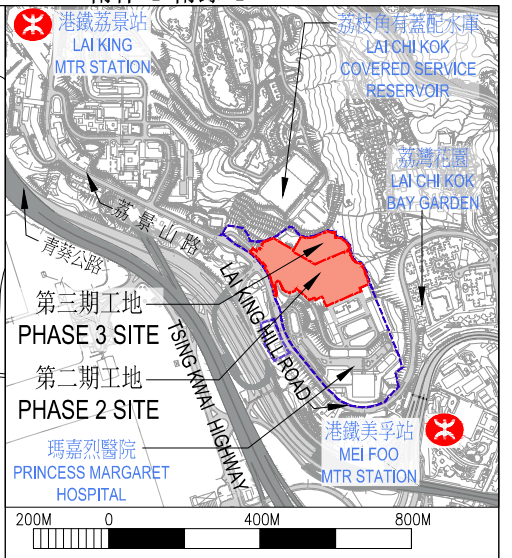 港鐵荔景站
LAI KING
MTR STATION
荔枝角有蓋配水庫
LAI CHI KOK
COVERED SERVICE
RESERVOIR
荔灣花園
LAI CHI KOK
BAY GARDEN
荔景山路
青葵公路
第三期工地
PHASE 3 SITE
第二期工地
PHASE 2 SITE
LAI KING HILL ROAD
TSING KWAI HIGHWAY
瑪嘉烈醫院
PRINCESS MARGARET
HOSPITAL
港鐵美孚站
MEI FOO
MTR STATION
200M 0 400M 800M